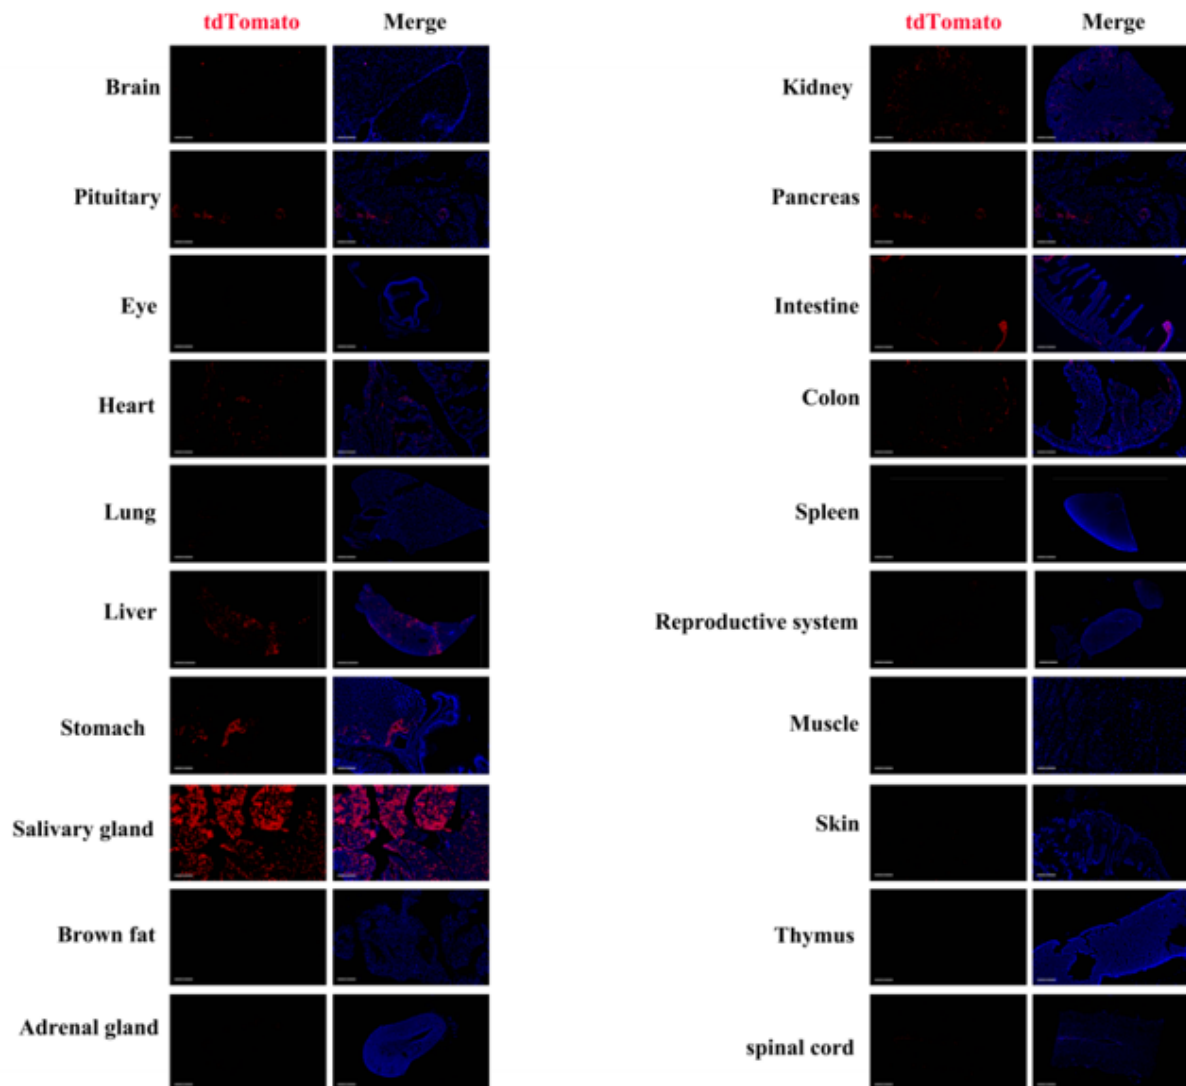 tdTomato Merge tdTomato Merge
Brain Kidney
Pituitary Pancreas
Eye Intestine
Heart Colon
Lung Spleen
Liver Reproductive system
Stomach Muscle
Salivary gland Skin
Brown fat Thymus
Adrenal gland spinal cord